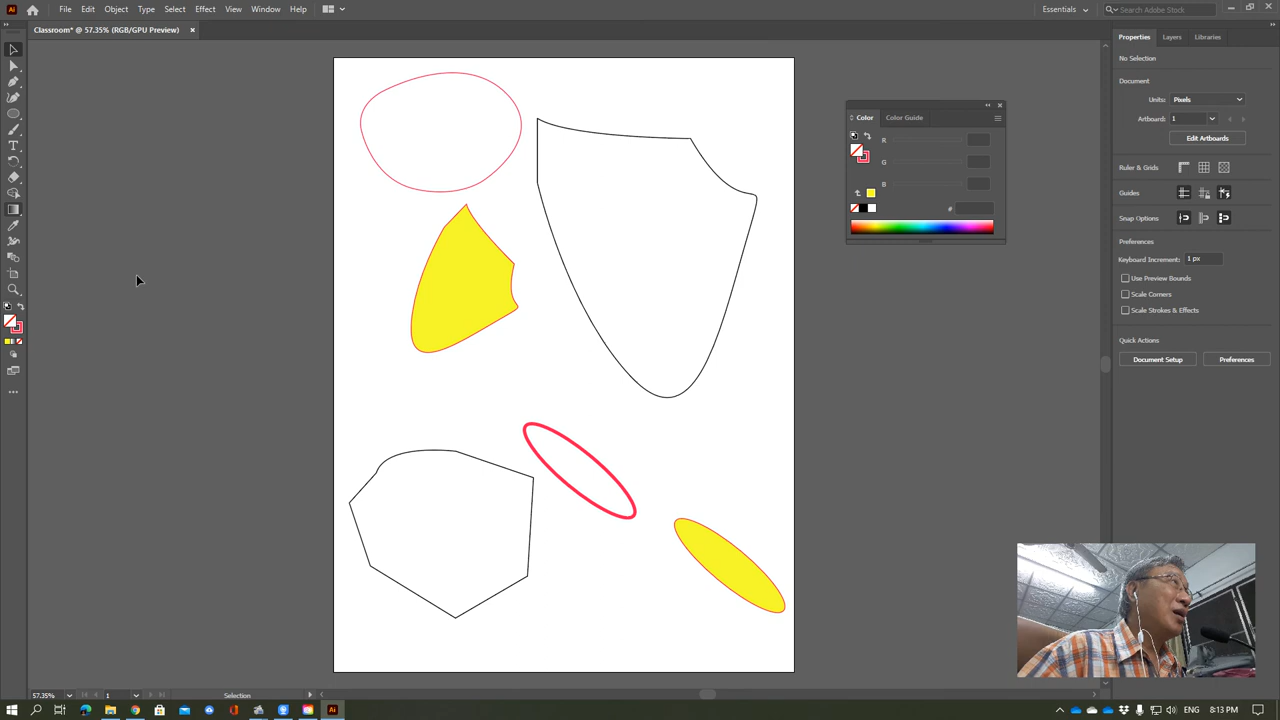 Ai File Edit Object Type Select Effect View Window Help Essentials Search Adobe Stock
Classroom* @ 57.35% (RGB/GPU Preview)
Properties Layers Libraries
No Selection
Document
Units: Pixels
Artboard: 1
Edit Artboards
Ruler & Grids
Guides
Snap Options
Preferences
Keyboard Increment: 1 px
Use Preview Bounds
Scale Corners
Scale Strokes & Effects
Quick Actions
Document Setup Preferences
Color Color Guide
R
G
B
#
57.35% 1 Selection
Ai 8:13 PM